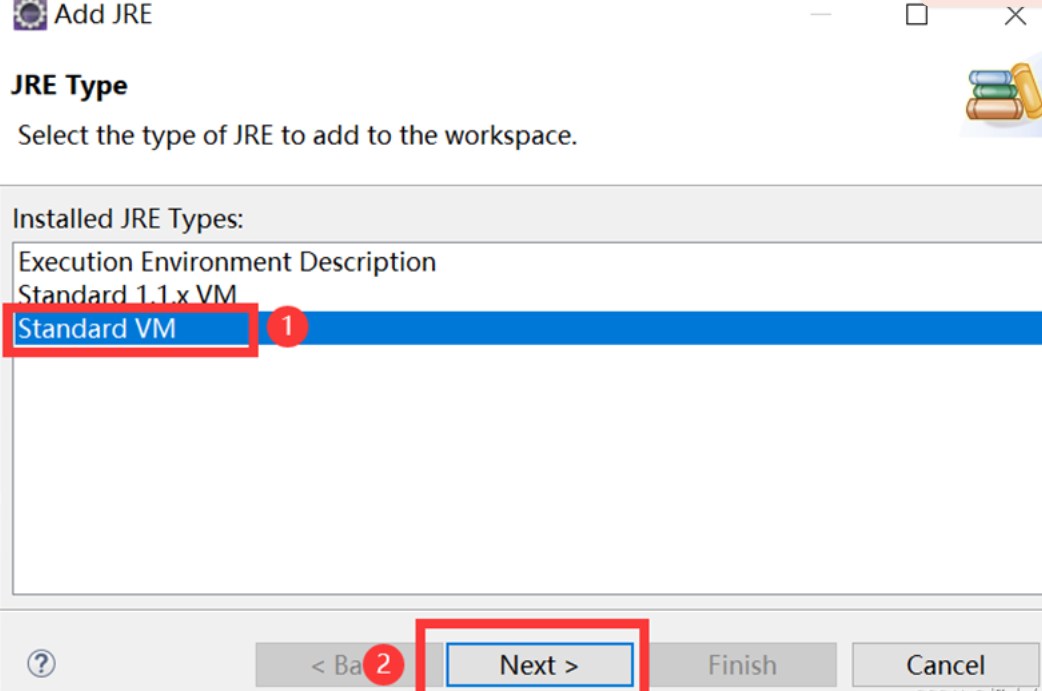 Add JRE
JRE Type
Select the type of JRE to add to the workspace.
Installed JRE Types:
Execution Environment Description
Standard 1.1.x VM
Standard VM
1
< Ba
2
Next >
Finish
Cancel